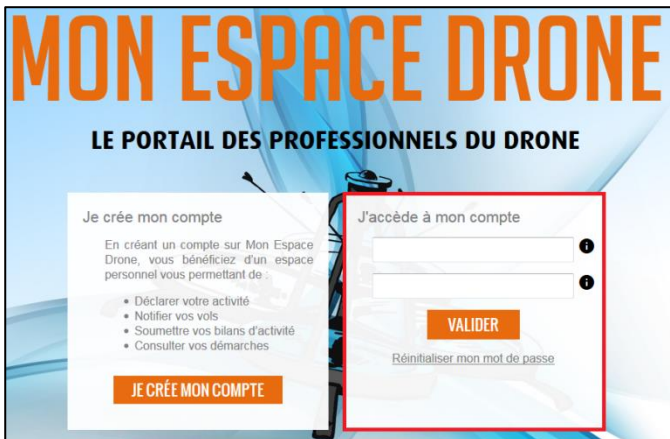 MON ESPACE DRONE
LE PORTAIL DES PROFESSIONNELS DU DRONE
Je crée mon compte
En créant un compte sur Mon Espace
Drone, vous bénéficiez d'un espace
personnel vous permettant de :
• Déclarer votre activité
• Notifier vos vols
• Soumettre vos bilans d'activité
• Consulter vos démarches
JE CRÉE MON COMPTE
J'accède à mon compte
i
i
VALIDER
Réinitialiser mon mot de passe